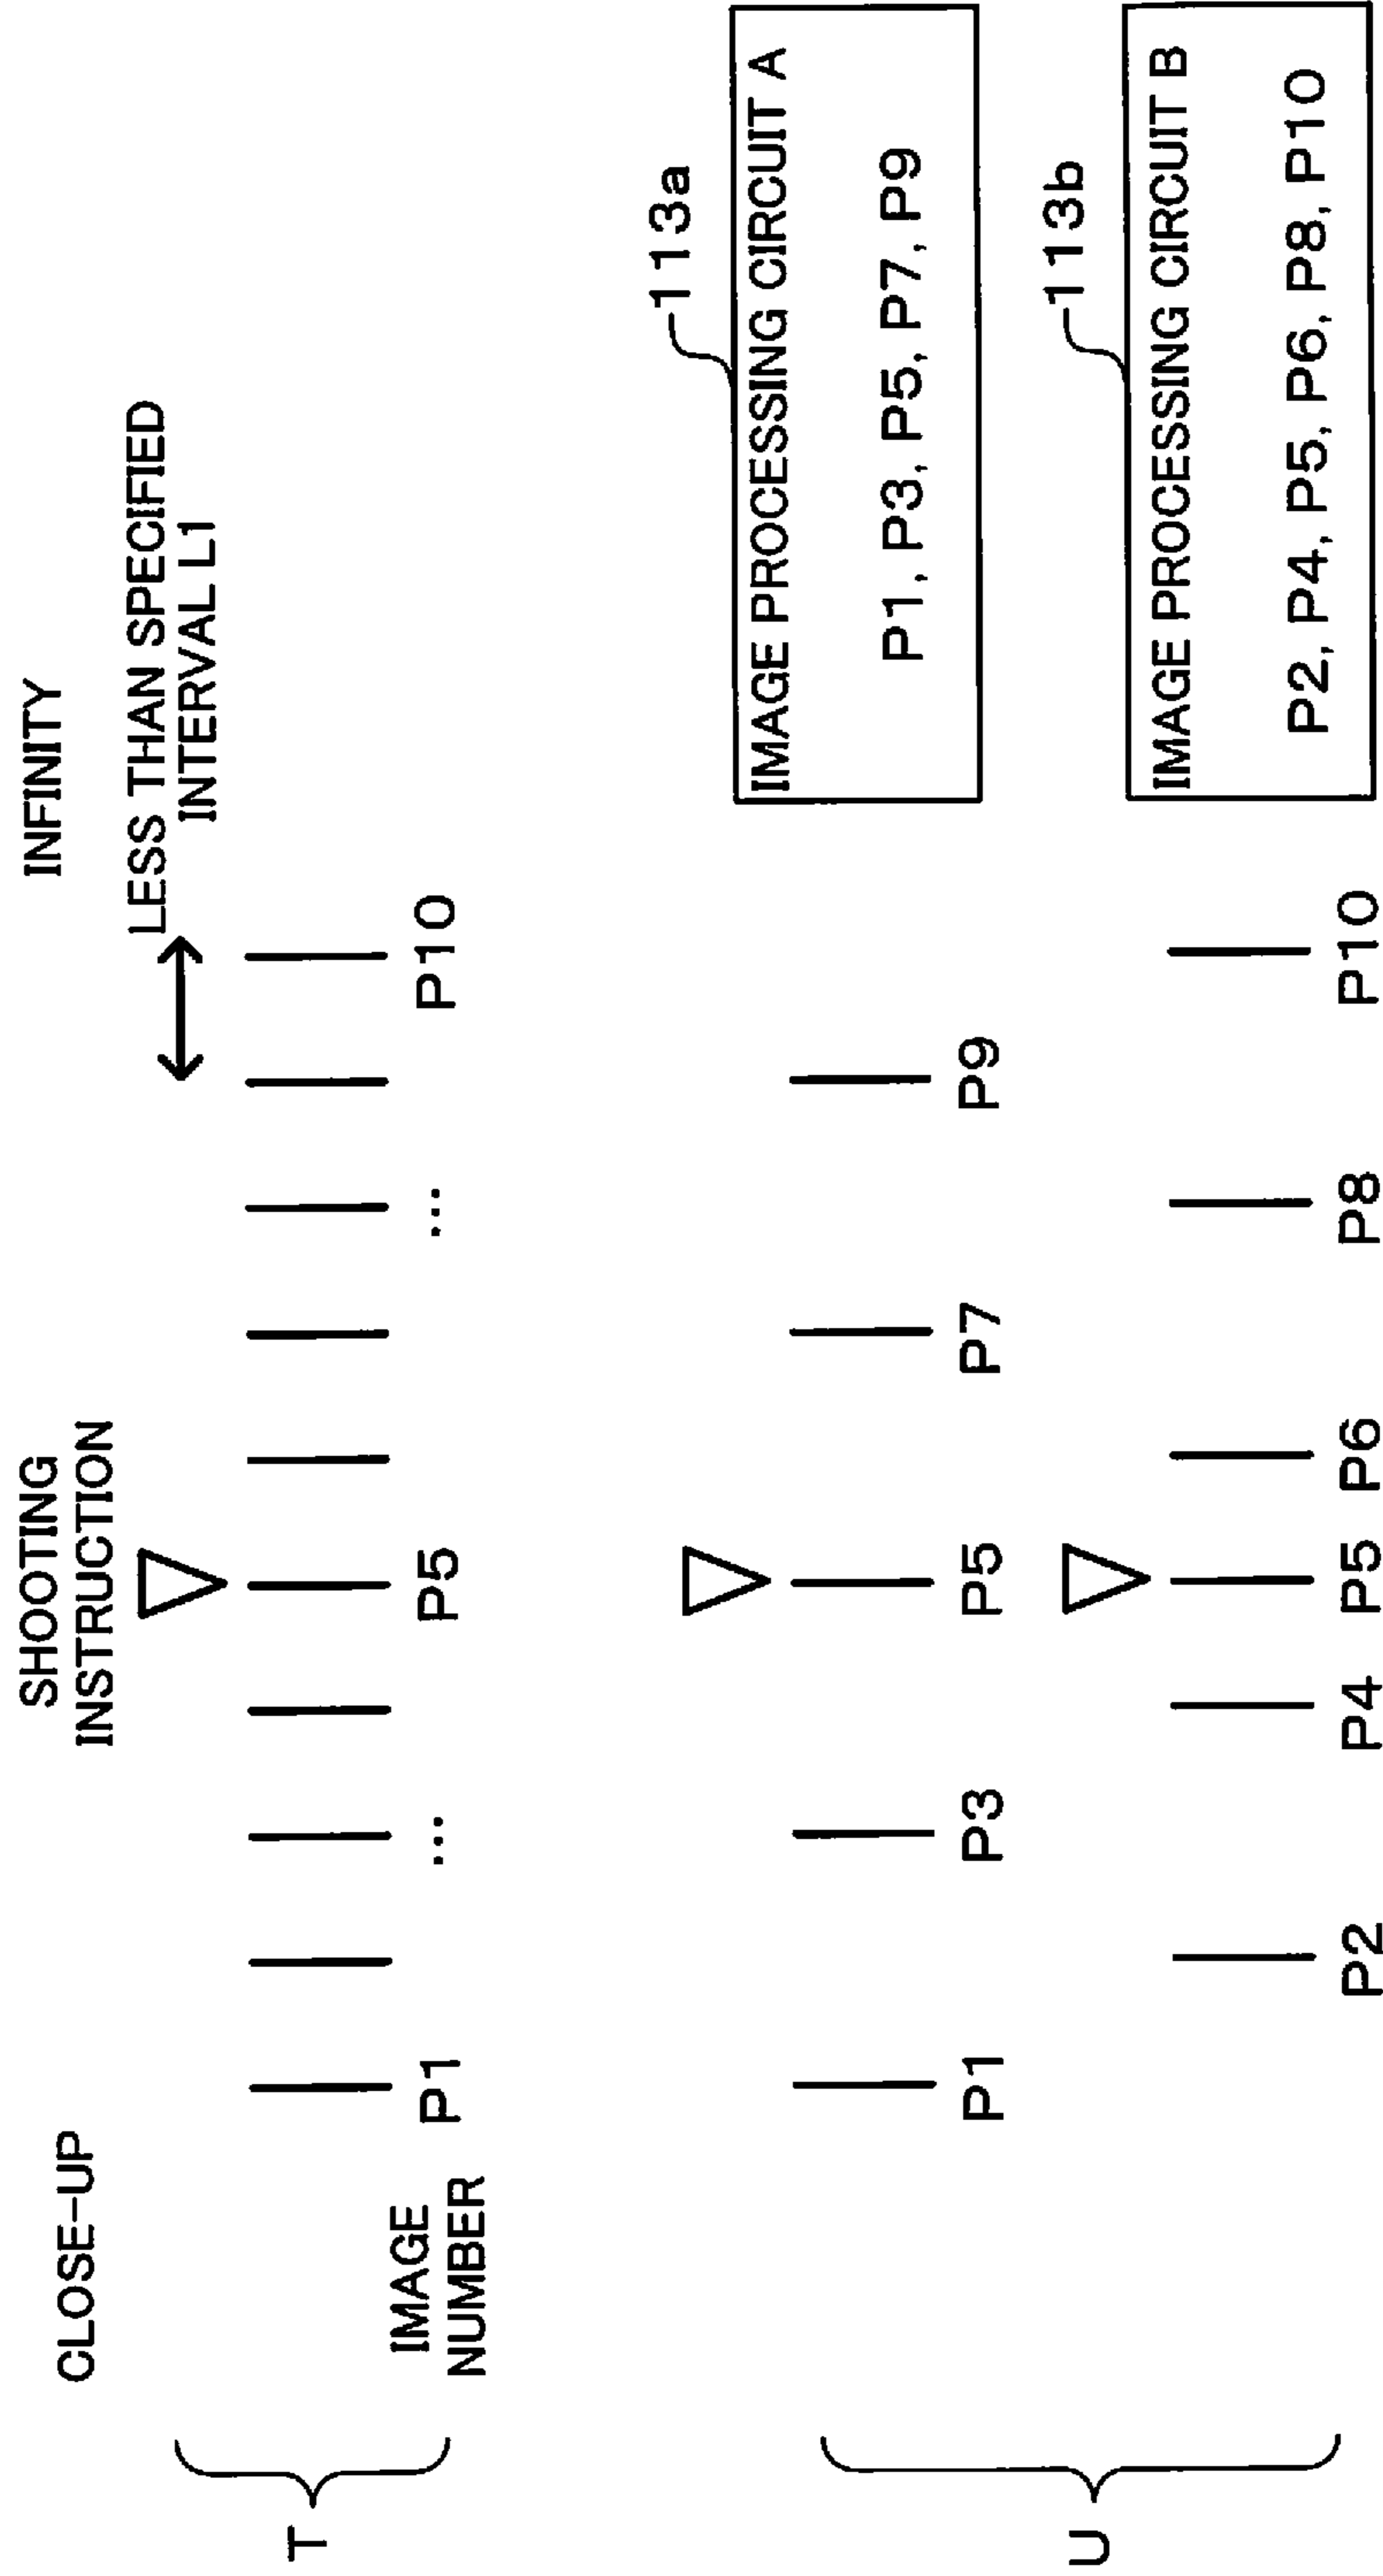 CLOSE-UP
SHOOTING
INSTRUCTION
INFINITY
LESS THAN SPECIFIED
INTERVAL L1
T
IMAGE
NUMBER
P1
...
P5
...
P10
U
P1
P3
P5
P7
P9
113a
IMAGE PROCESSING CIRCUIT A
P1, P3, P5, P7, P9
P2
P4
P5
P6
P8
P10
113b
IMAGE PROCESSING CIRCUIT B
P2, P4, P5, P6, P8, P10